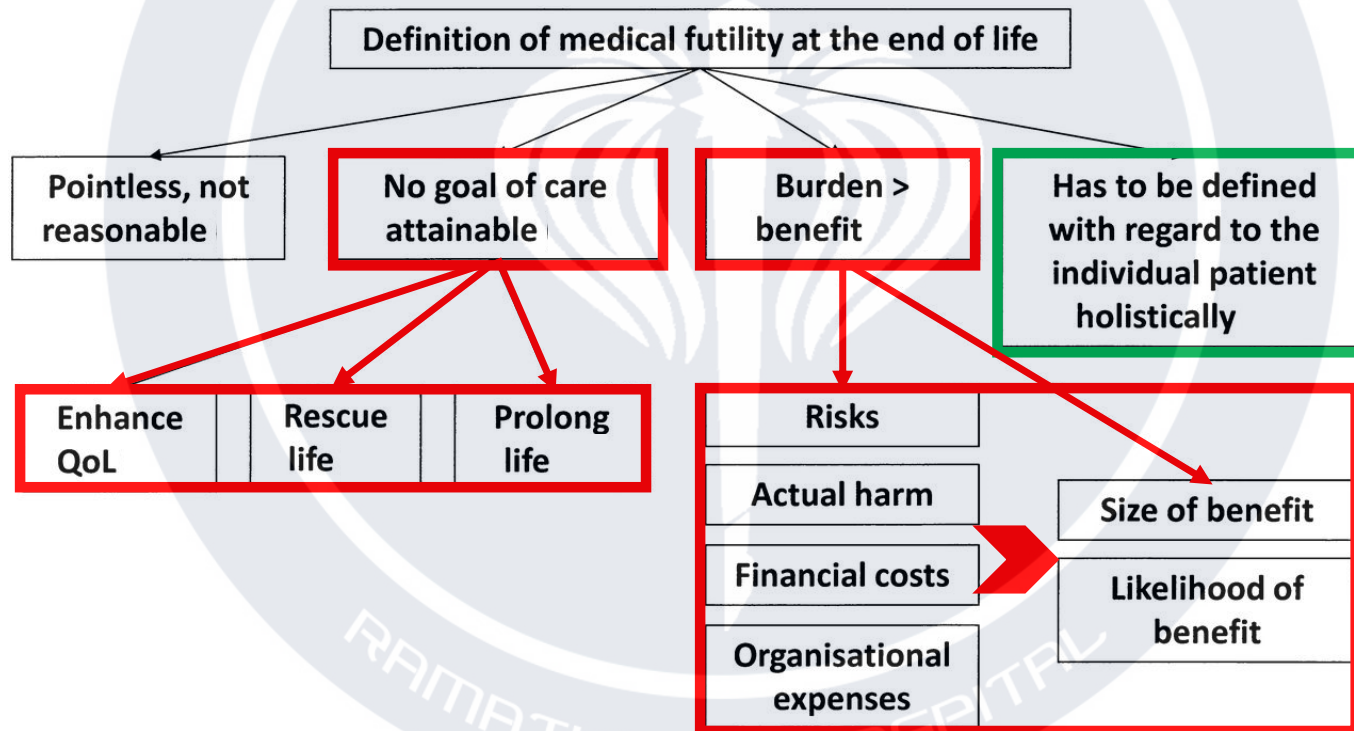 Definition of medical futility at the end of life
Pointless, not
reasonable
No goal of care
attainable
Burden >
benefit
Has to be defined
with regard to the
individual patient
holistically
Enhance
QoL
Rescue
life
Prolong
life
Risks
Actual harm
Financial costs
Organisational
expenses
Size of benefit
Likelihood of
benefit